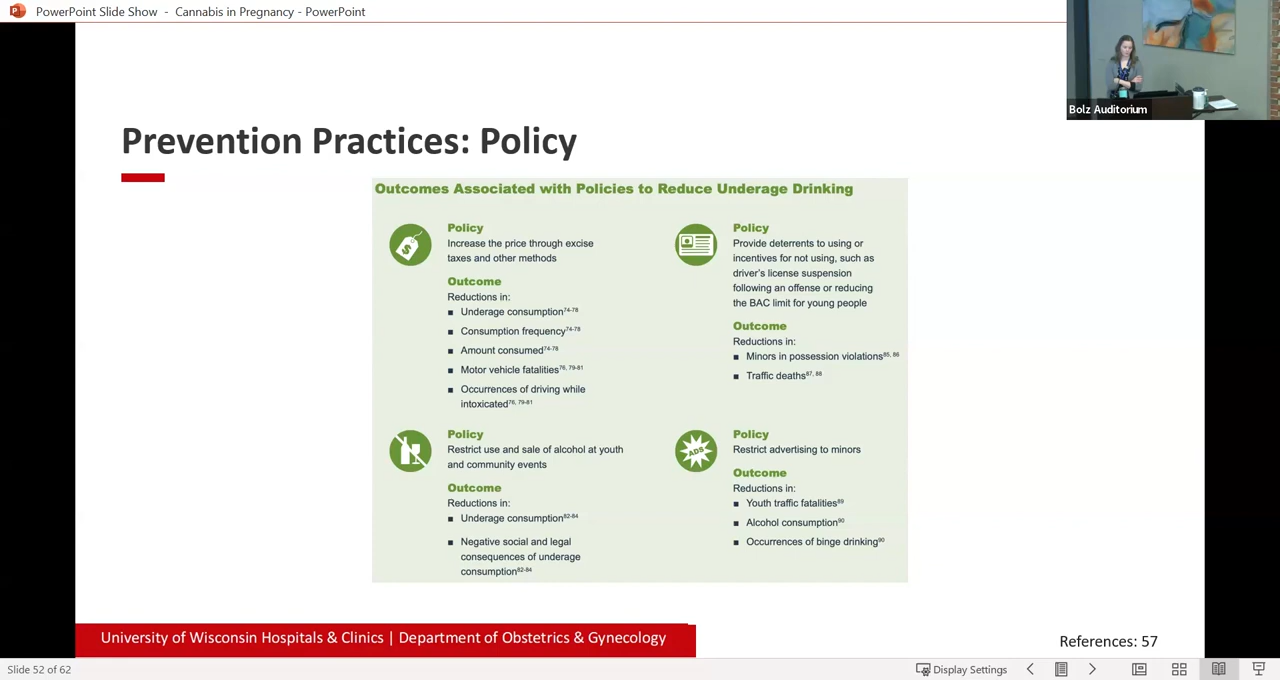 PowerPoint Slide Show - Cannabis in Pregnancy - PowerPoint
Bolz Auditorium
Prevention Practices: Policy
Outcomes Associated with Policies to Reduce Underage Drinking
Policy
Increase the price through excise
taxes and other methods
Outcome
Reductions in:
■ Underage consumption74-78
■ Consumption frequency74-78
■ Amount consumed74-78
■ Motor vehicle fatalities76, 79-81
■ Occurrences of driving while
intoxicated76, 79-81
Policy
Provide deterrents to using or
incentives for not using, such as
driver's license suspension
following an offense or reducing
the BAC limit for young people
Outcome
Reductions in:
■ Minors in possession violations85, 86
■ Traffic deaths87, 88
Policy
Restrict use and sale of alcohol at youth
and community events
Outcome
Reductions in:
■ Underage consumption82-84
■ Negative social and legal
consequences of underage
consumption82-84
ADS
Policy
Restrict advertising to minors
Outcome
Reductions in:
■ Youth traffic fatalities89
■ Alcohol consumption90
■ Occurrences of binge drinking90
University of Wisconsin Hospitals & Clinics | Department of Obstetrics & Gynecology
References: 57
Slide 52 of 62
Display Settings